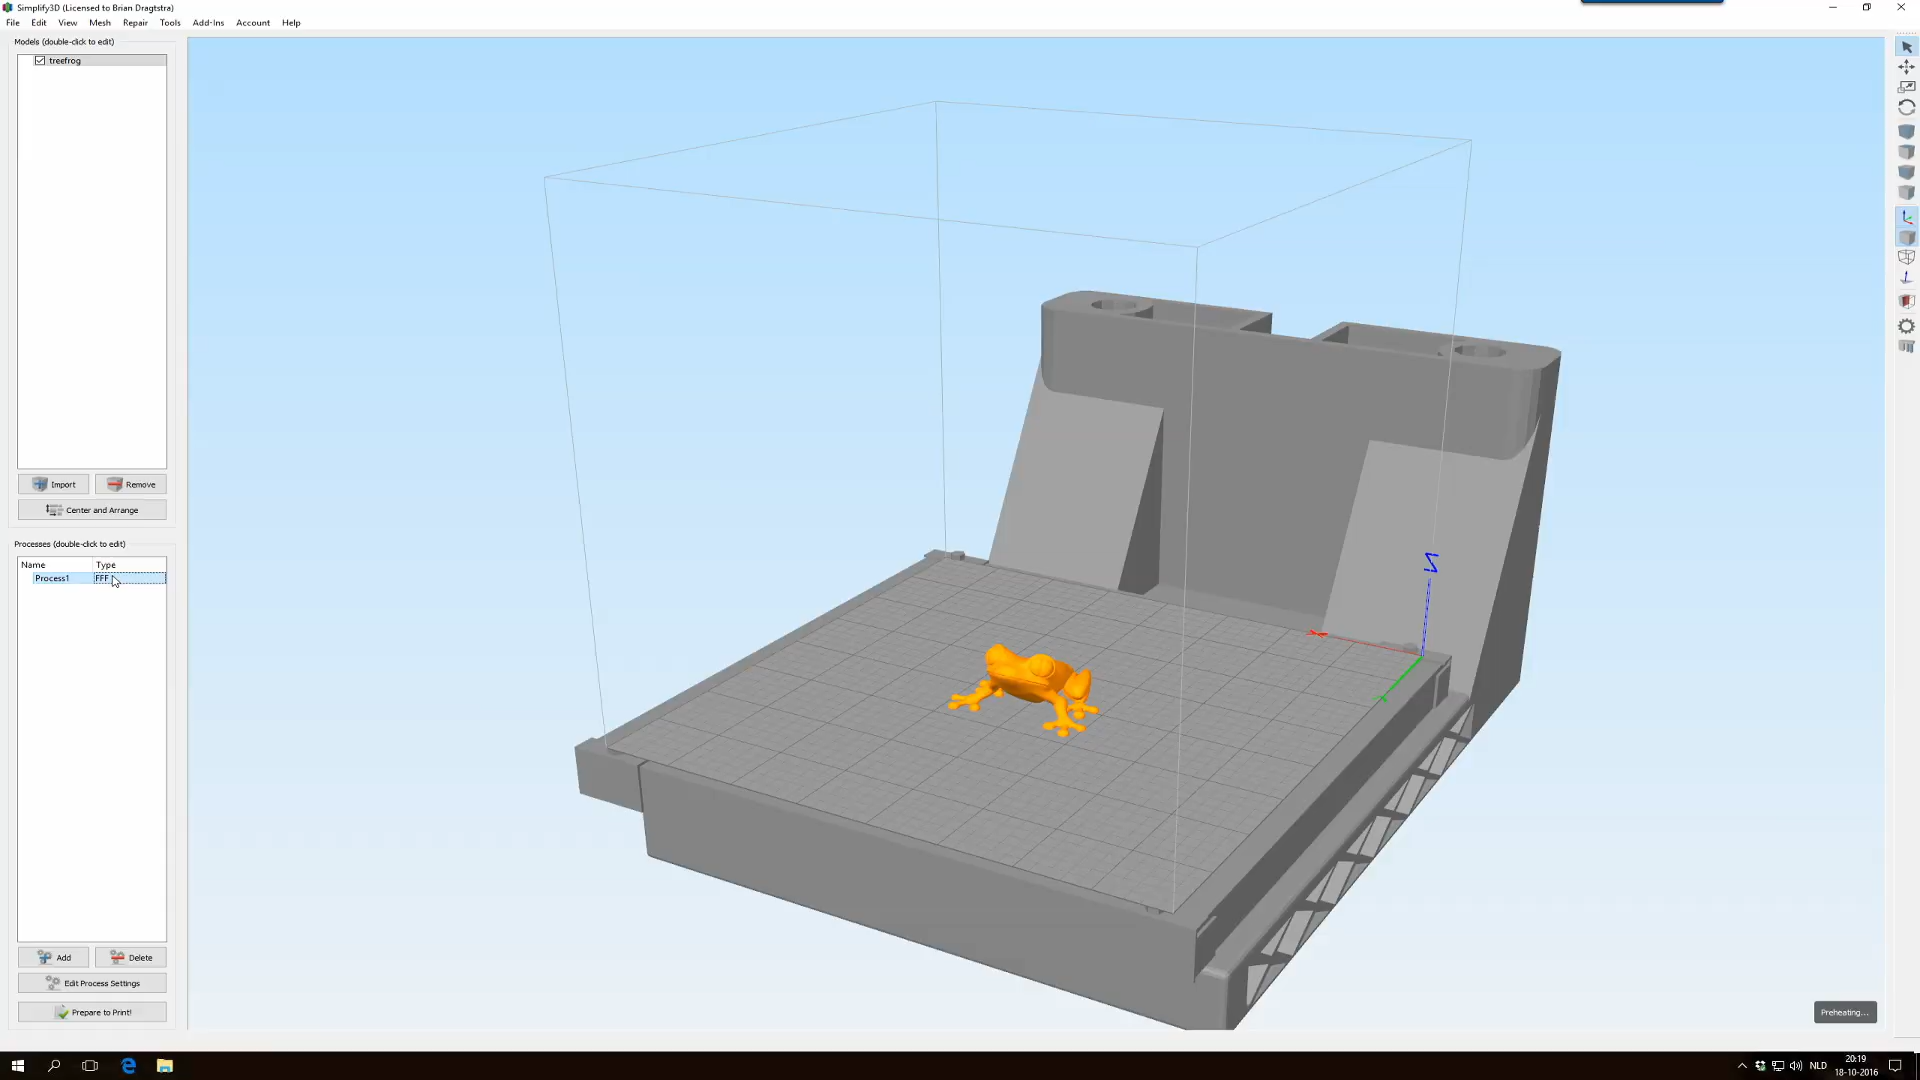 Simplify3D (Licensed to Brian Dragtstra)
File Edit View Mesh Repair Tools Add-Ins Account Help
Models (double-click to edit)
treefrog
Import Remove
Center and Arrange
Processes (double-click to edit)
Name Type
Process1 FFF
Add Delete
Edit Process Settings
Prepare to Print!
Z
Preheating...
NLD
20:19
18-10-2016